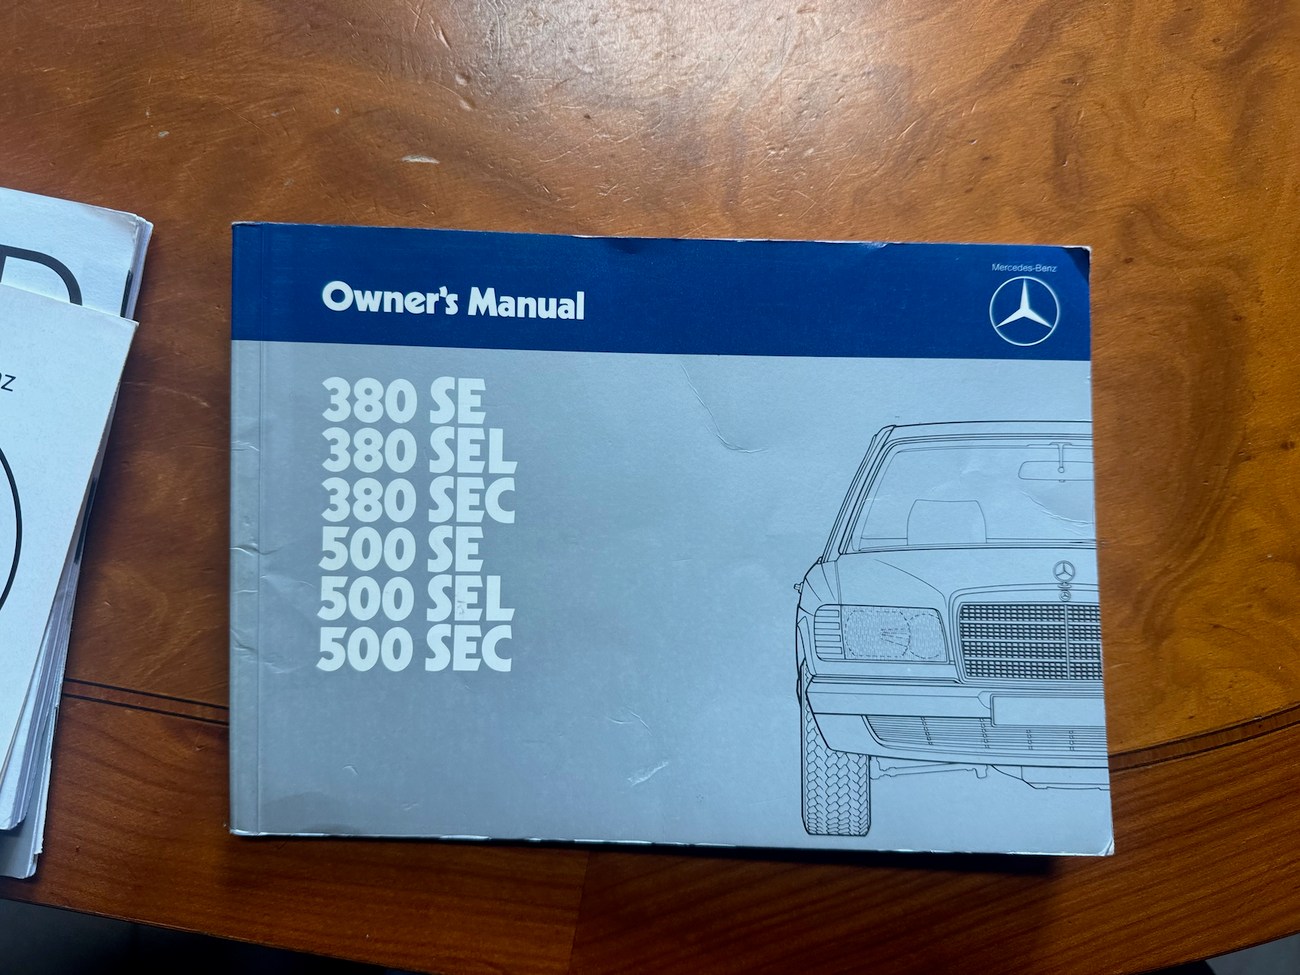 Owner's Manual
Mercedes-Benz
380 SE
380 SEL
380 SEC
500 SE
500 SEL
500 SEC